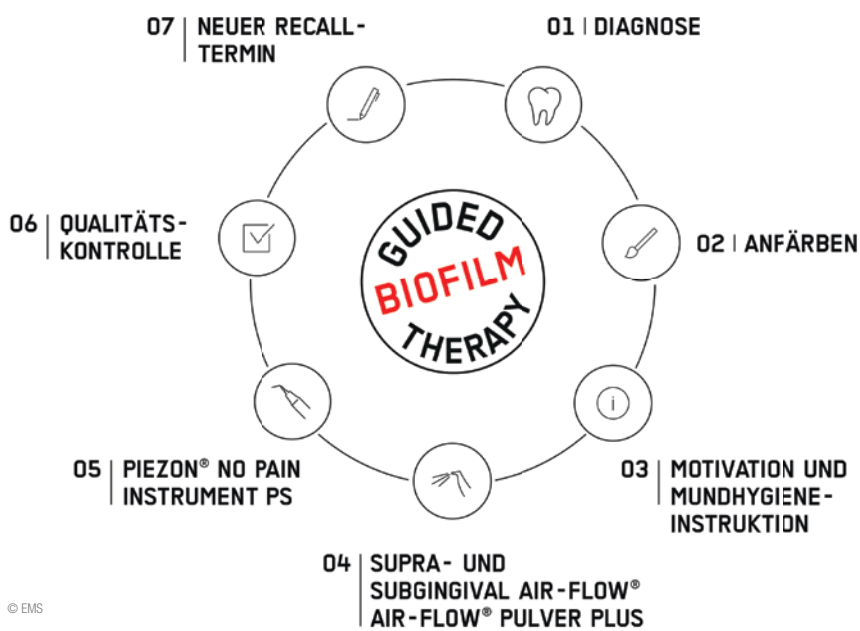 07 | NEUER RECALL-
TERMIN
01 | DIAGNOSE
06 | QUALITÄTS-
KONTROLLE
GUIDED
BIOFILM
THERAPY
02 | ANFÄRBEN
i
05 | PIEZON® NO PAIN
INSTRUMENT PS
03 | MOTIVATION UND
MUNDHYGIENE-
INSTRUKTION
04 | SUPRA- UND
SUBGINGIVAL AIR-FLOW®
AIR-FLOW® PULVER PLUS
© EMS